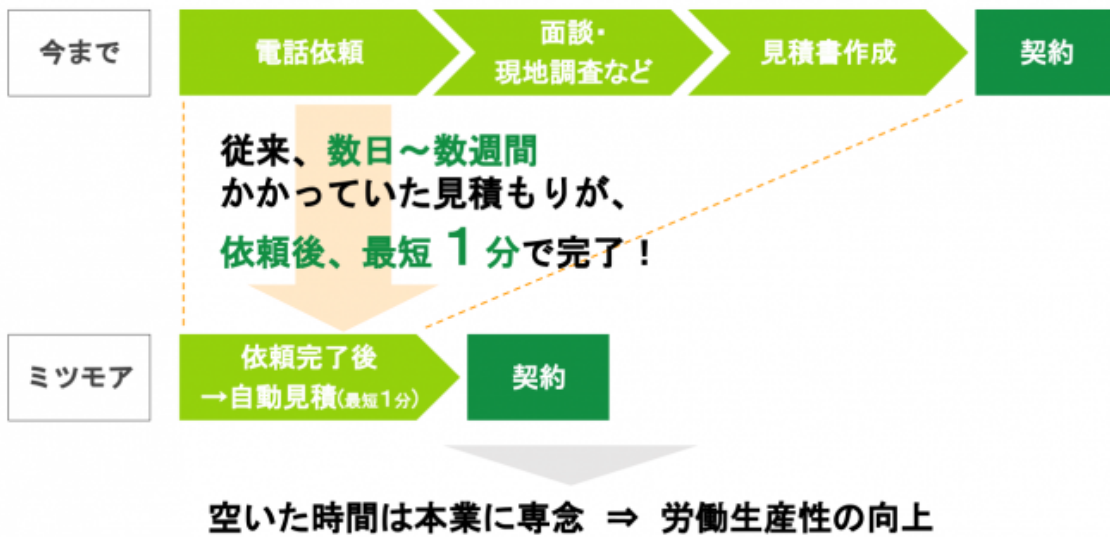 今まで
電話依頼
面談・
現地調査など
見積書作成
契約
従来、数日～数週間
かかっていた見積もりが、
依頼後、最短 1 分で完了！
ミツモア
依頼完了後
→自動見積(最短1分)
契約
空いた時間は本業に専念 ⇒ 労働生産性の向上